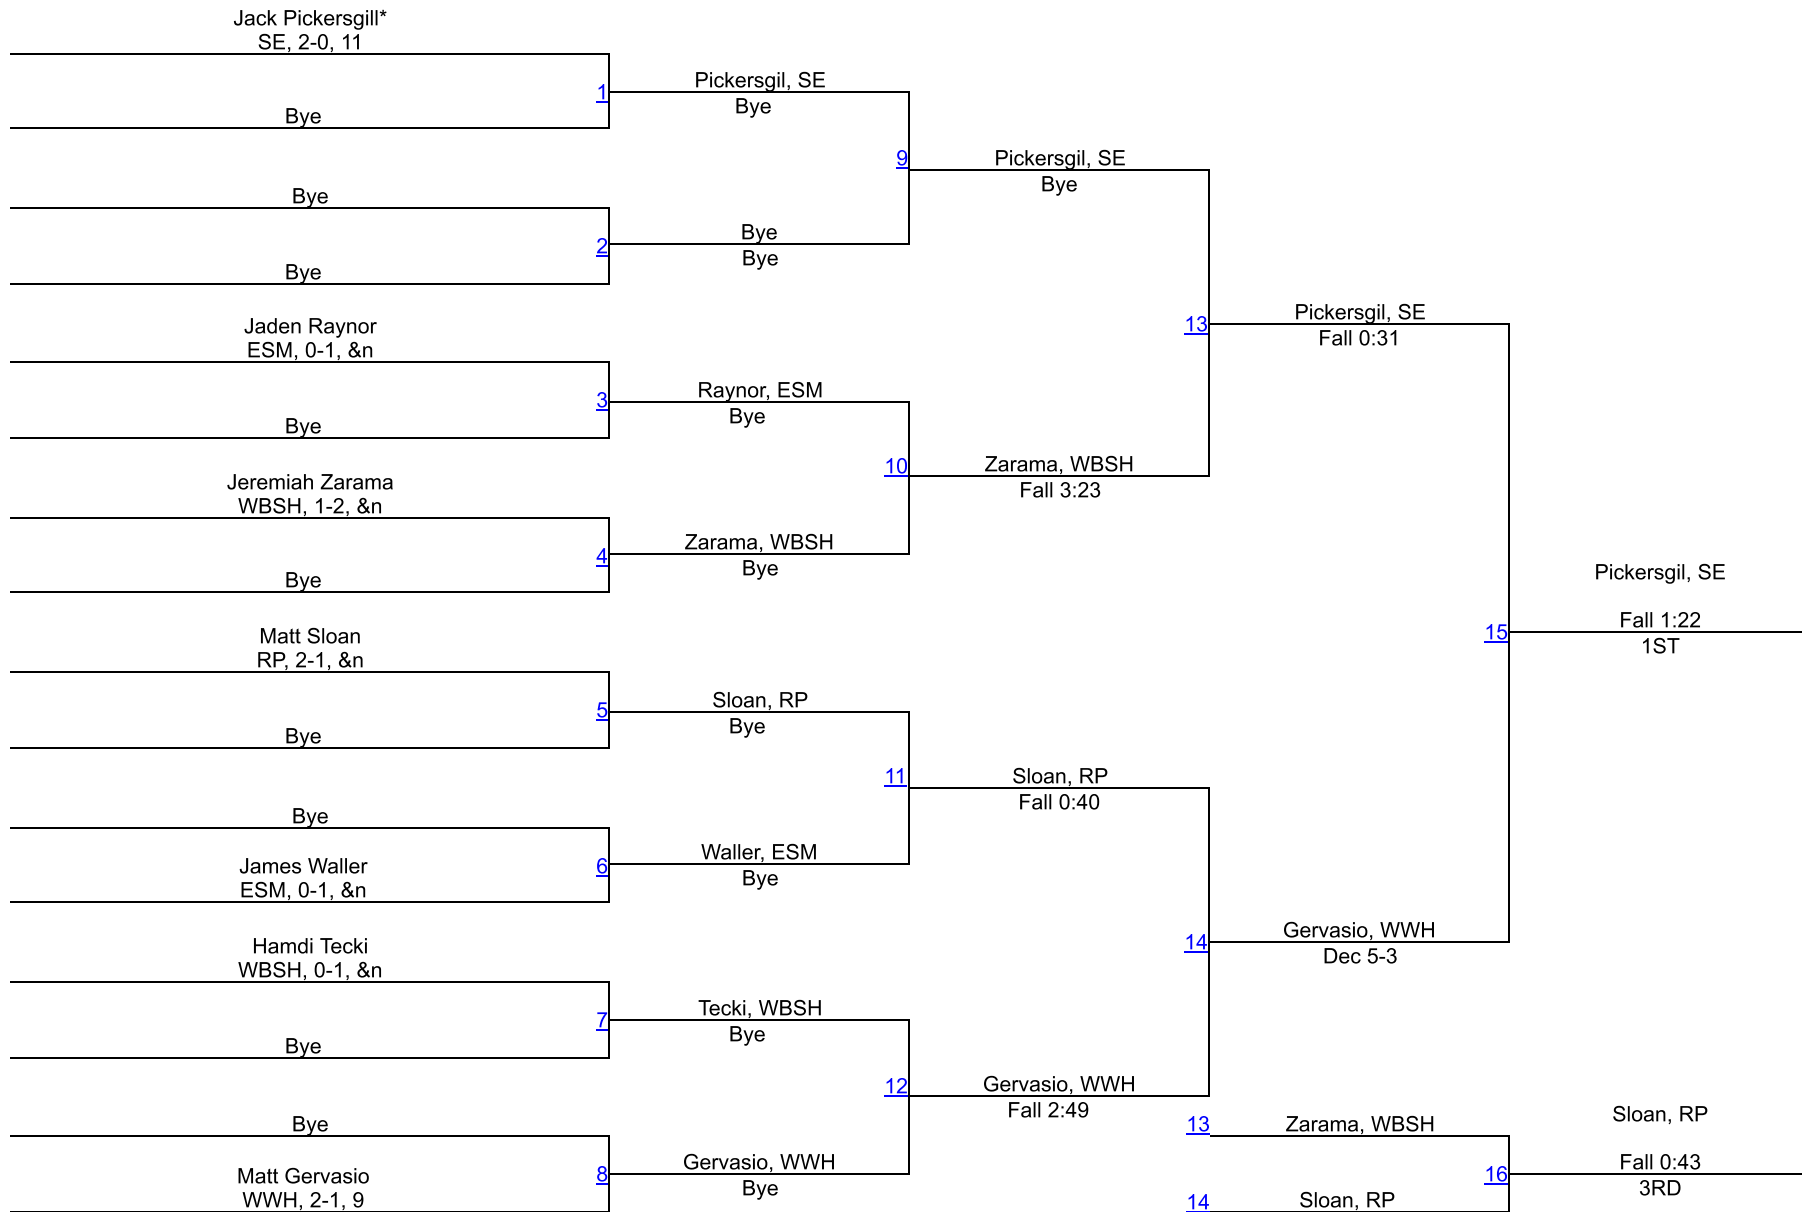 Jack Pickersgill*
SE, 2-0, 11
1
Bye
Pickersgil, SE
Bye
9
Bye
2
Bye
Bye
Bye
Pickersgil, SE
Bye
13
Jaden Raynor
ESM, 0-1, &n
3
Bye
Raynor, ESM
Bye
10
Jeremiah Zarama
WBSH, 1-2, &n
4
Bye
Zarama, WBSH
Bye
Zarama, WBSH
Fall 3:23
Pickersgil, SE
Fall 0:31
15
Matt Sloan
RP, 2-1, &n
5
Bye
Sloan, RP
Bye
11
Bye
James Waller
ESM, 0-1, &n
6
Waller, ESM
Bye
Sloan, RP
Fall 0:40
14
Hamdi Tecki
WBSH, 0-1, &n
7
Bye
Tecki, WBSH
Bye
12
Bye
Matt Gervasio
WWH, 2-1, 9
8
Gervasio, WWH
Bye
Gervasio, WWH
Fall 2:49
Gervasio, WWH
Dec 5-3
Pickersgil, SE
Fall 1:22
1ST
13
Zarama, WBSH
14
Sloan, RP
16
Sloan, RP
Fall 0:43
3RD